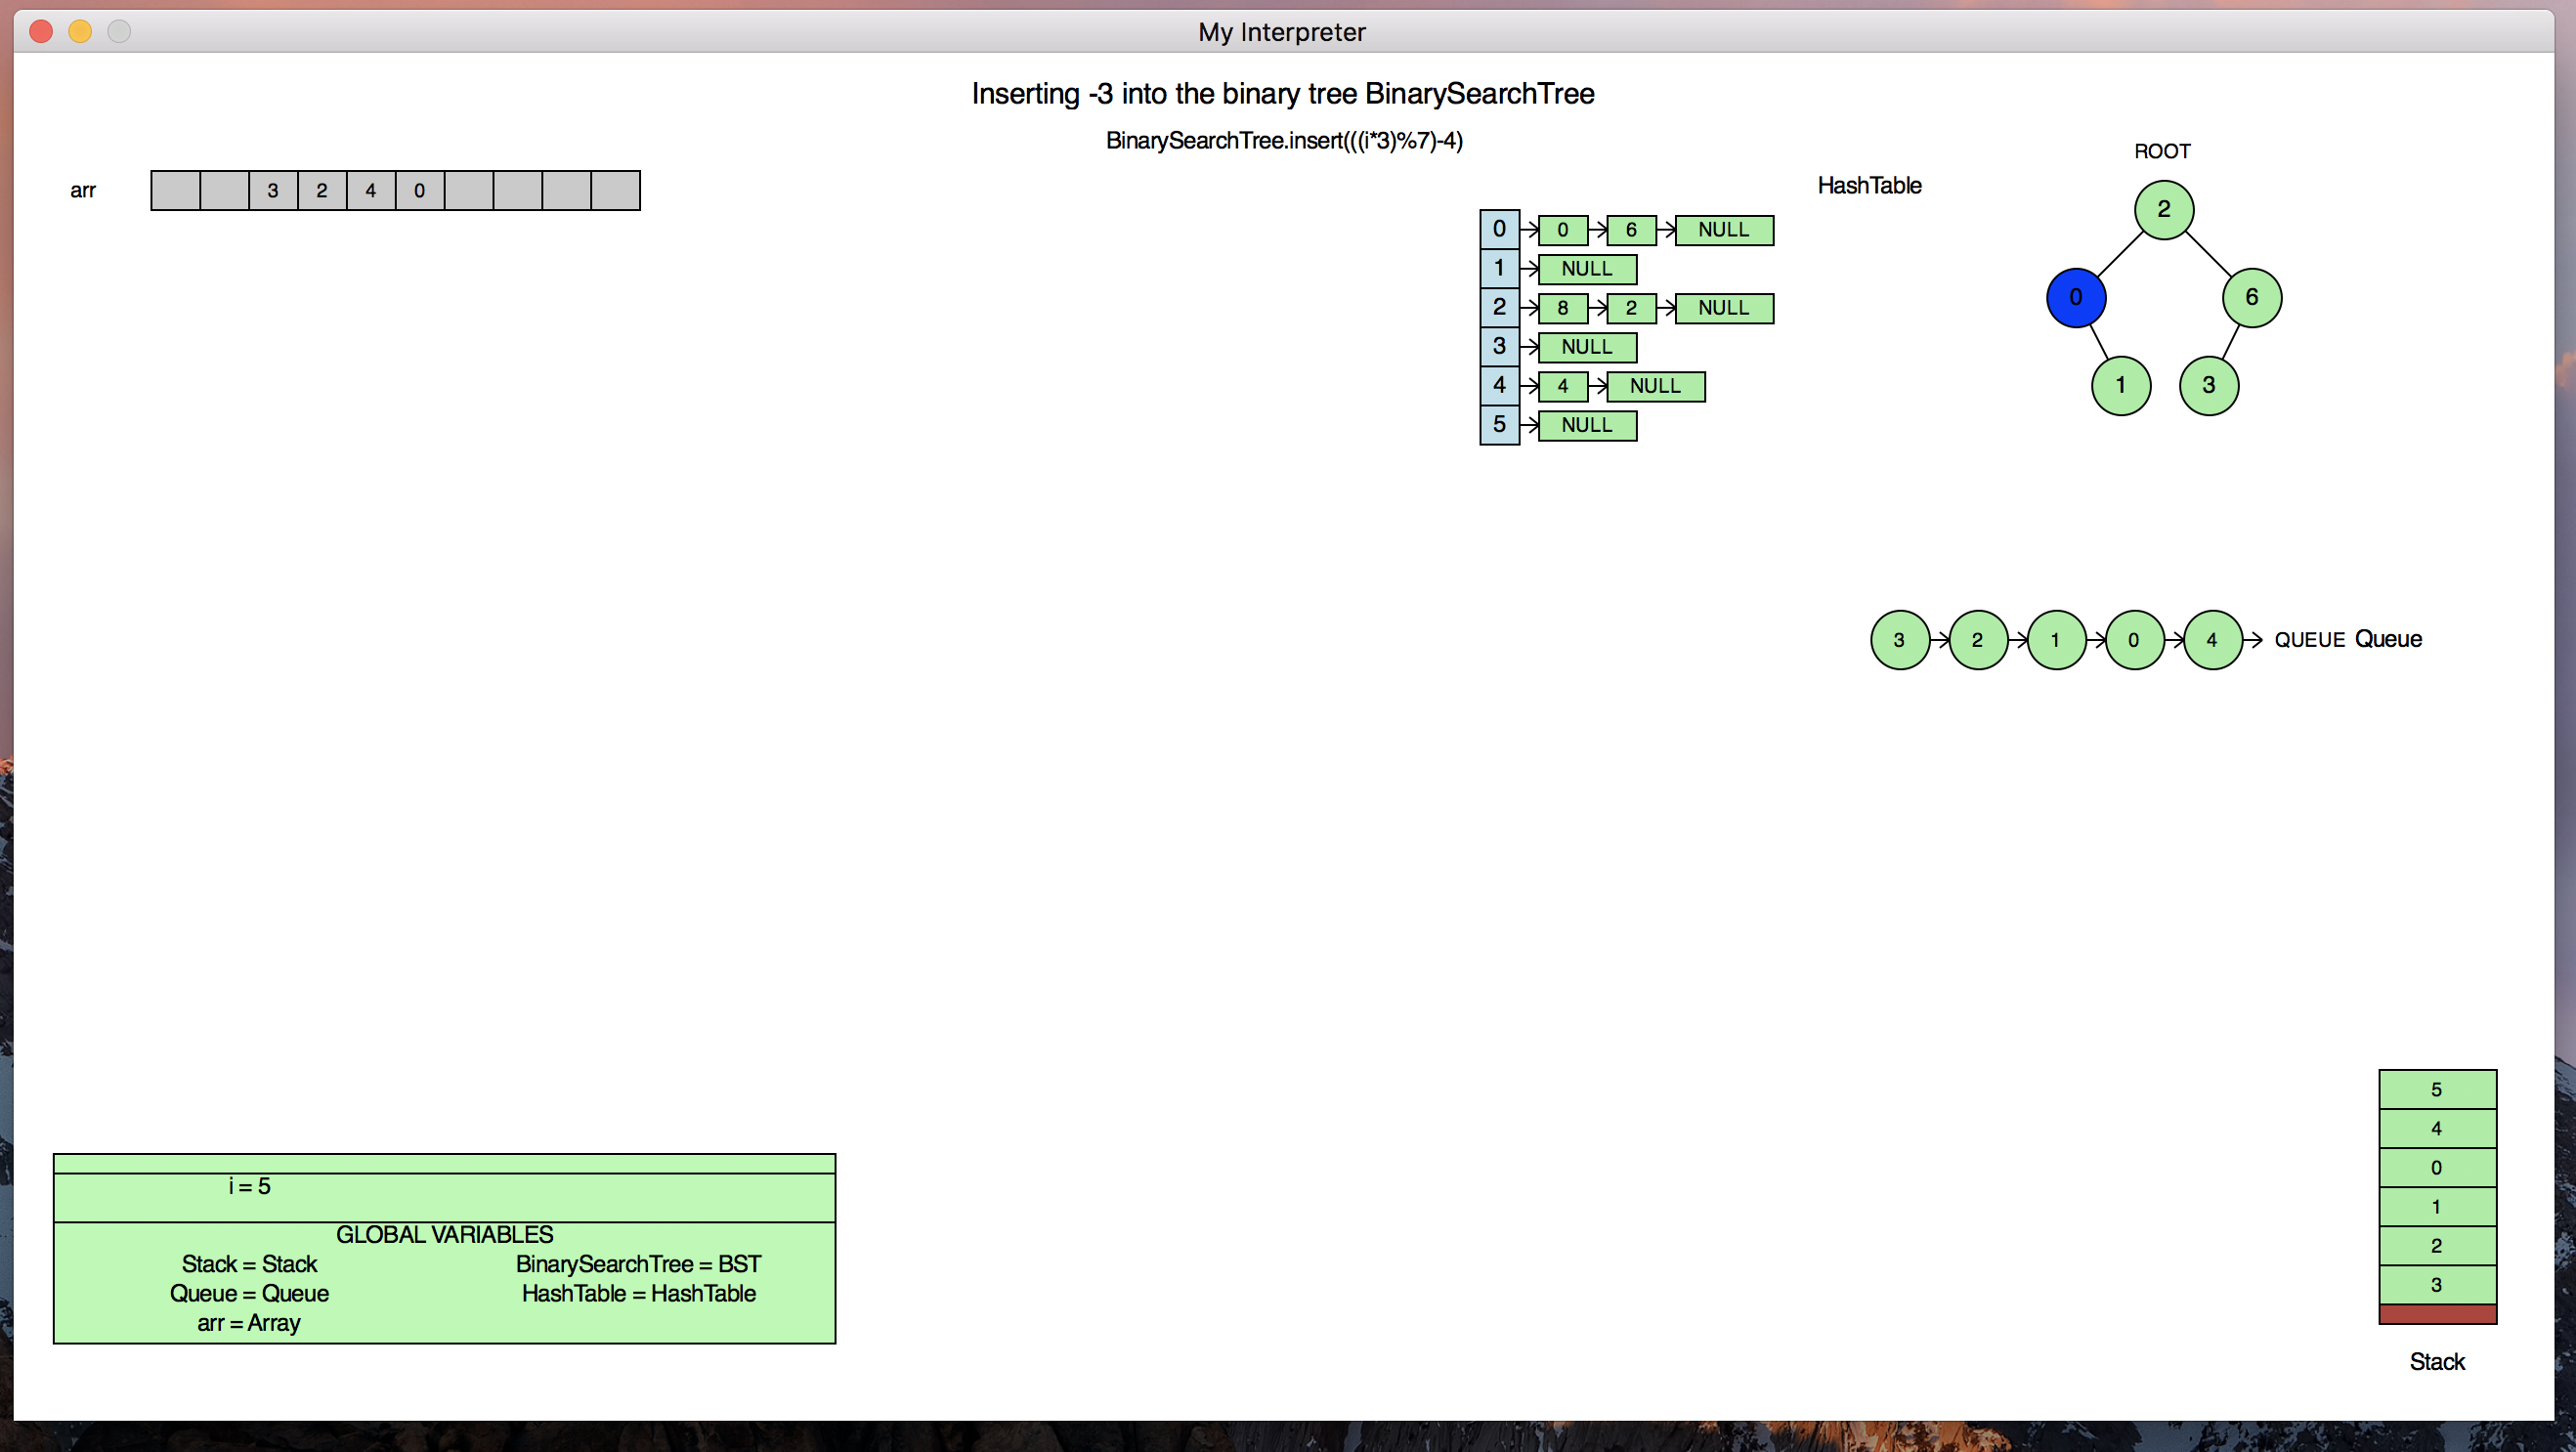 My Interpreter
Inserting -3 into the binary tree BinarySearchTree
BinarySearchTree.insert(((i*3)%7)-4)
arr 3 2 4 0
HashTable
0 0 6 NULL
1 NULL
2 8 2 NULL
3 NULL
4 4 NULL
5 NULL
ROOT
2
0 6
1 3
3 2 1 0 4 QUEUE Queue
i = 5
GLOBAL VARIABLES
Stack = Stack BinarySearchTree = BST
Queue = Queue HashTable = HashTable
arr = Array
5
4
0
1
2
3
Stack